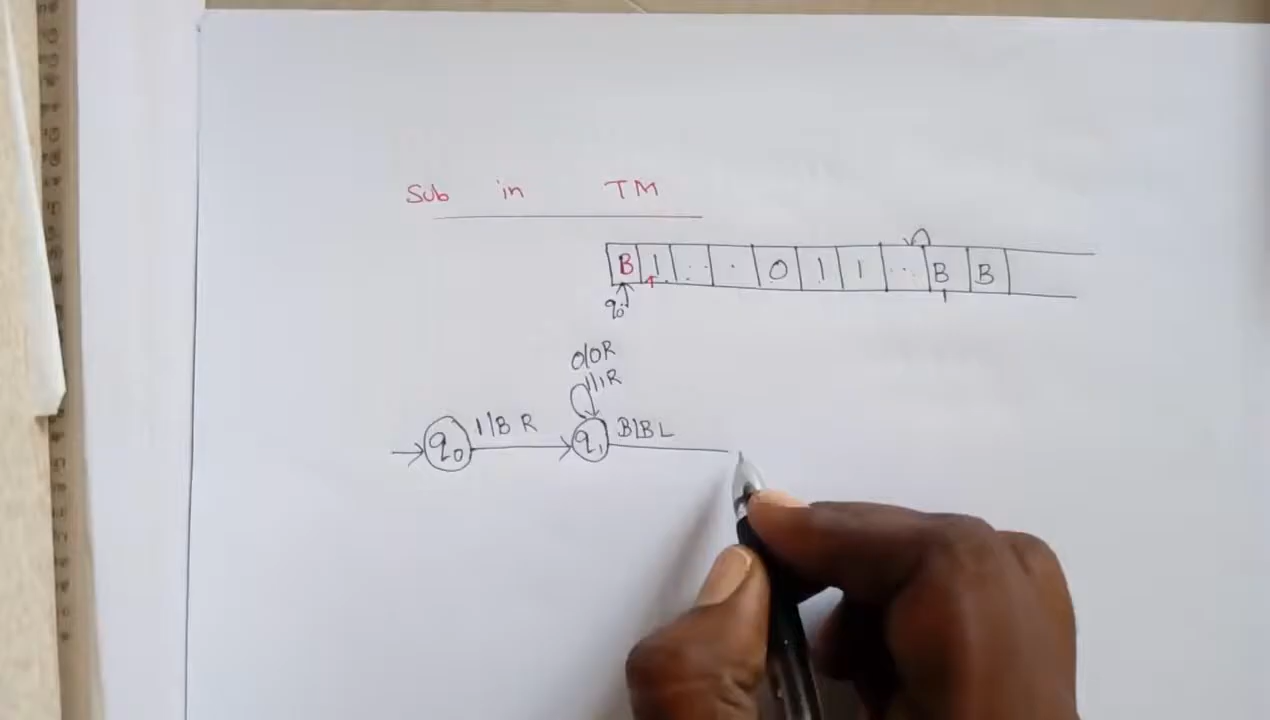 Sub in TM
B 1 . . . 0 1 1 . . . B B
q0
0|0R
1|1R
q0 1|B R q1 B|B L